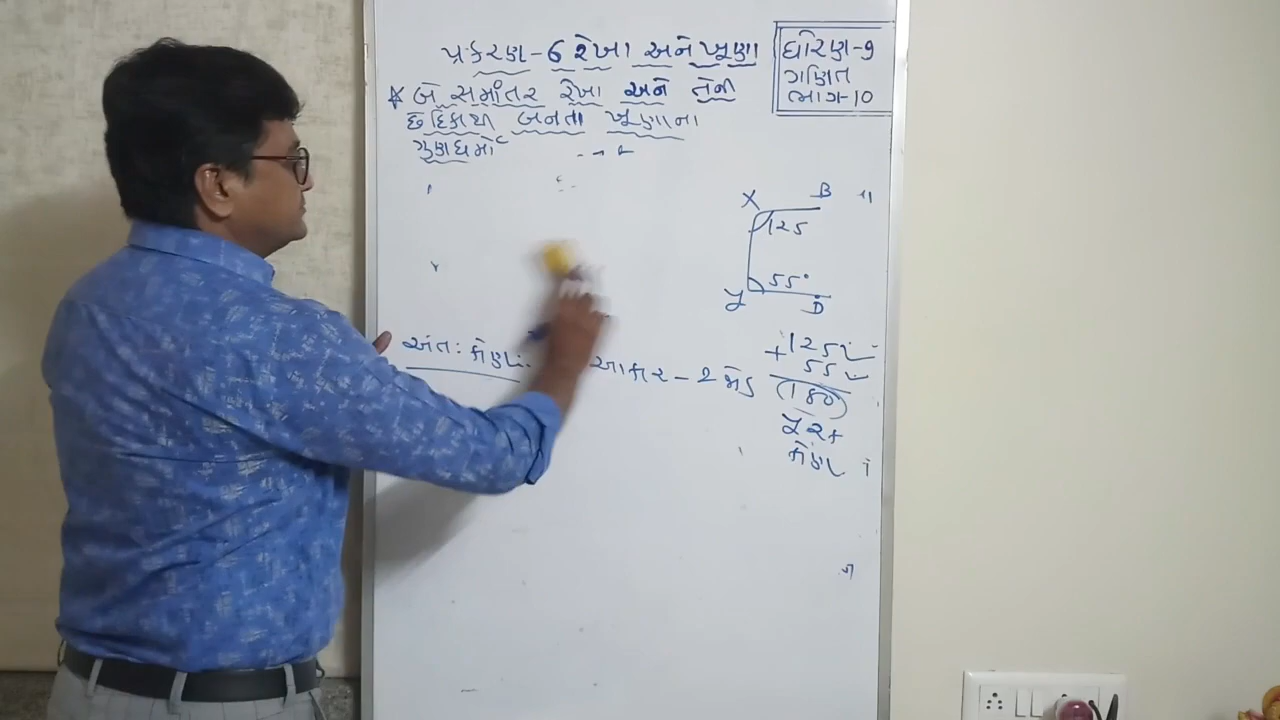 પ્રકરણ-6 રેખા અને ખૂણા
ધોરણ-9
ગણિત
ભાગ-10
* બે સમાંતર રેખા અને તેની
છેદિકાથી બનતા ખૂણાના
ગુણધર્મો
X B
125
55°
y D
અંતઃકોણ
આકાર - 2 જોડ
125
+ 55
180
પૂરક
કોણ